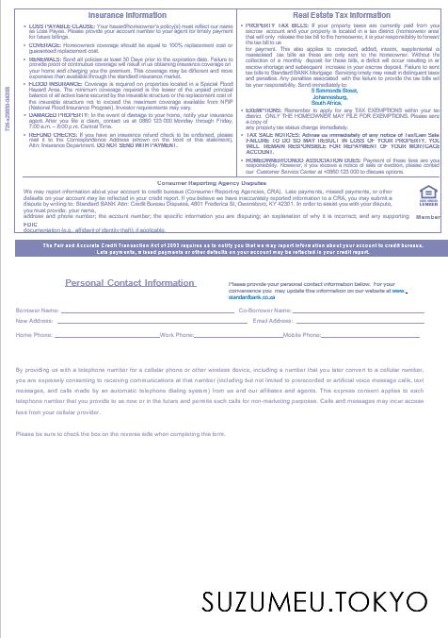 Insurance Information
• LOSS PAYABLE CLAUSE: Your hazard/homeowner's policy(s) must reflect our name
as Loss Payee. Please provide your account number to your agent for timely payment
for future billings.
• COVERAGE: Homeowners coverage should be equal to 100% replacement cost or
guaranteed replacement cost.
• RENEWALS: Send all policies at least 30 Days prior to the expiration date. Failure to
provide proof of continuous coverage will result in us obtaining insurance coverage on
your home and charging you the premium. This coverage may be different and more
expensive than available through the standard insurance market.
• FLOOD INSURANCE: Coverage is required on properties located in a Special Flood
Hazard Area. The minimum coverage required is the lesser of the unpaid principal
balance of all active loans secured by the insurable structure or the replacement cost of
the insurable structure not to exceed the maximum coverage available from NFIP
(National Flood Insurance Program). Investor requirements may vary.
• DAMAGED PROPERTY: In the event of damage to your home, notify your insurance
agent. After you file a claim, contact us at 0860 123 000 Monday through Friday,
7:00 a.m. – 8:00 p.m. Central Time.
• REFUND CHECKS: If you have an insurance refund check to be endorsed, please
mail it to the Correspondence Address (shown on the front of this statement),
Attn: Insurance Department. DO NOT SEND WITH PAYMENT.
Real Estate Tax Information
• PROPERTY TAX BILLS: If your property taxes are currently paid from your
escrow account and your property is located in a tax district (homeowner area)
that will only release the tax bill to the homeowner, it is your responsibility to forward
the tax bill to us
for payment. This also applies to corrected, added, interim, supplemental or
reassessed tax bills as these are only sent to the homeowner. Without the
collection of a monthly deposit for these bills, a deficit will occur resulting in an
escrow shortage and subsequent increase in your escrow deposit. Failure to send
tax bills to Standard BANK Mortgage Servicing timely may result in delinquent taxes
and penalties. Any penalties associated with the failure to provide the tax bills will
be your responsibility. Send immediately to:
5 Simmonds Street,
Johannesburg,
South Africa.
• EXEMPTIONS: Remember to apply for any TAX EXEMPTIONS within your tax
district. ONLY THE HOMEOWNER MAY FILE FOR EXEMPTIONS. Please send
a copy of
any property tax status change immediately.
• TAX SALE NOTICES: Advise us immediately of any notice of Tax/Lien Sale.
FAILURE TO DO SO MAY RESULT IN LOSS OF YOUR PROPERTY. YOU
WILL REMAIN RESPONSIBLE FOR REPAYMENT OF YOUR MORTGAGE
ACCOUNT.
• HOMEOWNER/CONDO ASSOCIATION DUES: Payment of these fees are your
responsibility. However, if you receive a notice of sale or eviction, please contact
our Customer Service Center at +0860 123 000 to discuss options.
Consumer Reporting Agency Disputes
We may report information about your account to credit bureaus (Consumer Reporting Agencies, CRA). Late payments, missed payments, or other
defaults on your account may be reflected in your credit report. If you believe we have inaccurately reported information to a CRA, you may submit a
dispute by writing to: Standard BANK Attn: Credit Bureau Disputes, 4801 Frederica St, Owensboro, KY 42301. In order to assist you with your dispute,
you must provide: your name,
address and phone number; the account number; the specific information you are disputing; an explanation of why it is incorrect; and any supporting
Member
FDIC
documentation (e.g., affidavit of identity theft), if applicable.
The Fair and Accurate Credit Transaction Act of 2003 requires us to notify you that we may report information about your account to credit bureaus.
Late payments, missed payments or other defaults on your account may be reflected in your credit report.
Personal Contact Information
Please provide your personal contact information below. For your
convenience you may update this information on our website at www.
standardbank.co.za
Borrower Name: Co-Borrower Name:
New Address: Email Address:
Home Phone: Work Phone: Mobile Phone:
By providing us with a telephone number for a cellular phone or other wireless device, including a number that you later convert to a cellular number,
you are expressly consenting to receiving communications at that number (including but not limited to prerecorded or artificial voice message calls, text
messages, and calls made by an automatic telephone dialing system) from us and our affiliates and agents. This express consent applies to each
telephone number that you provide to us now or in the future and permits such calls for non-marketing purposes. Calls and messages may incur access
fees from your cellular provider.
Please be sure to check the box on the reverse side when completing this form.
SUZUMEU.TOKYO